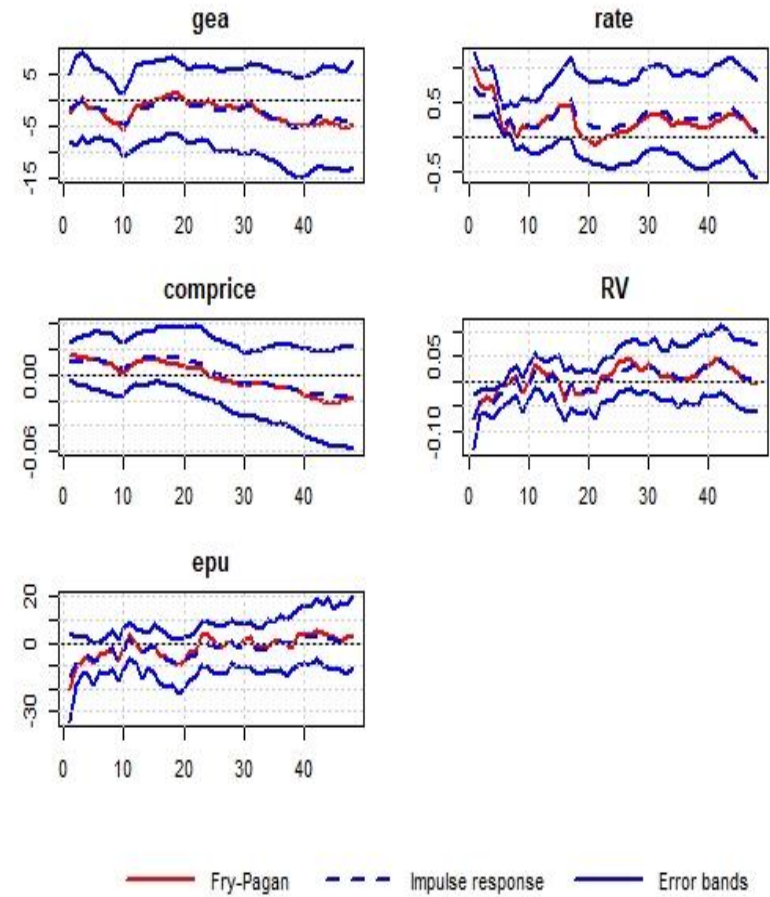 gea rate
5 -5 -15
0.5 -0.5
0 10 20 30 40 0 10 20 30 40
comprice RV
0.00 -0.06
0.05 -0.10
0 10 20 30 40 0 10 20 30 40
epu
20 0 -30
0 10 20 30 40
Fry-Pagan Impulse response Error bands